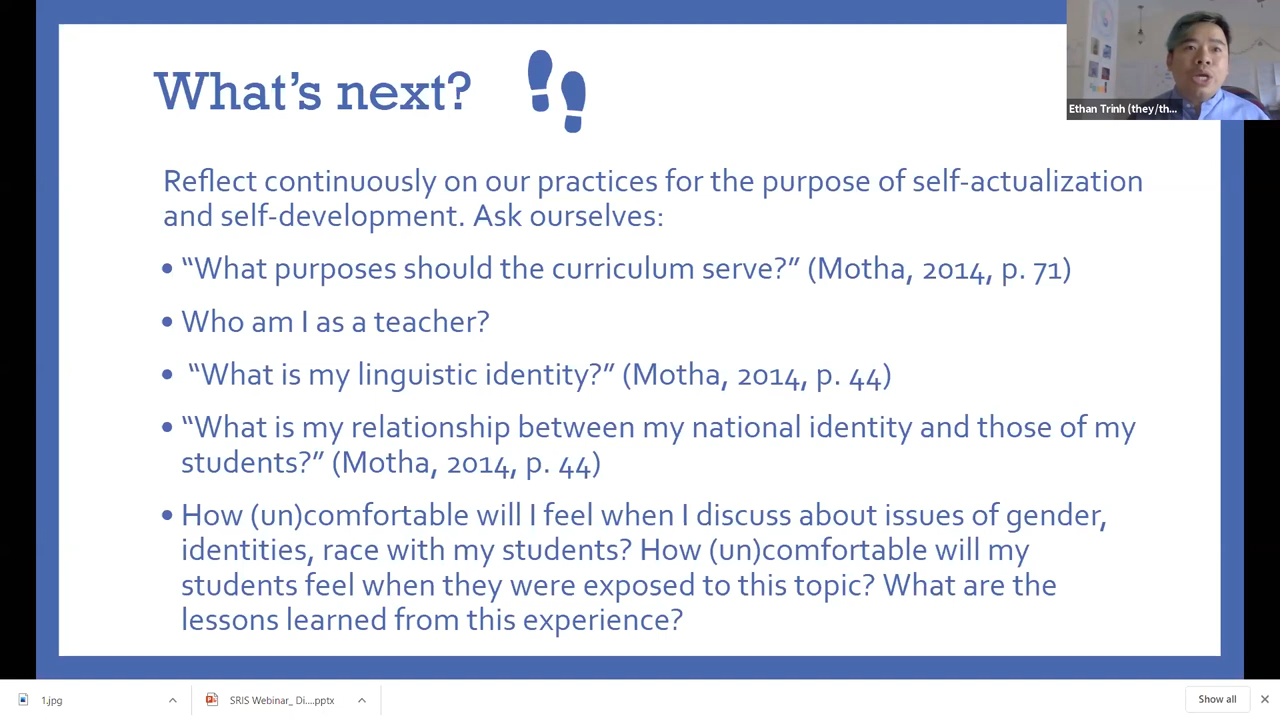 What's next?
Ethan Trinh (they/th...
Reflect continuously on our practices for the purpose of self-actualization
and self-development. Ask ourselves:
• “What purposes should the curriculum serve?” (Motha, 2014, p. 71)
• Who am I as a teacher?
• “What is my linguistic identity?” (Motha, 2014, p. 44)
• “What is my relationship between my national identity and those of my
students?” (Motha, 2014, p. 44)
• How (un)comfortable will I feel when I discuss about issues of gender,
identities, race with my students? How (un)comfortable will my
students feel when they were exposed to this topic? What are the
lessons learned from this experience?
1.jpg
SRIS Webinar_ Di....pptx
Show all